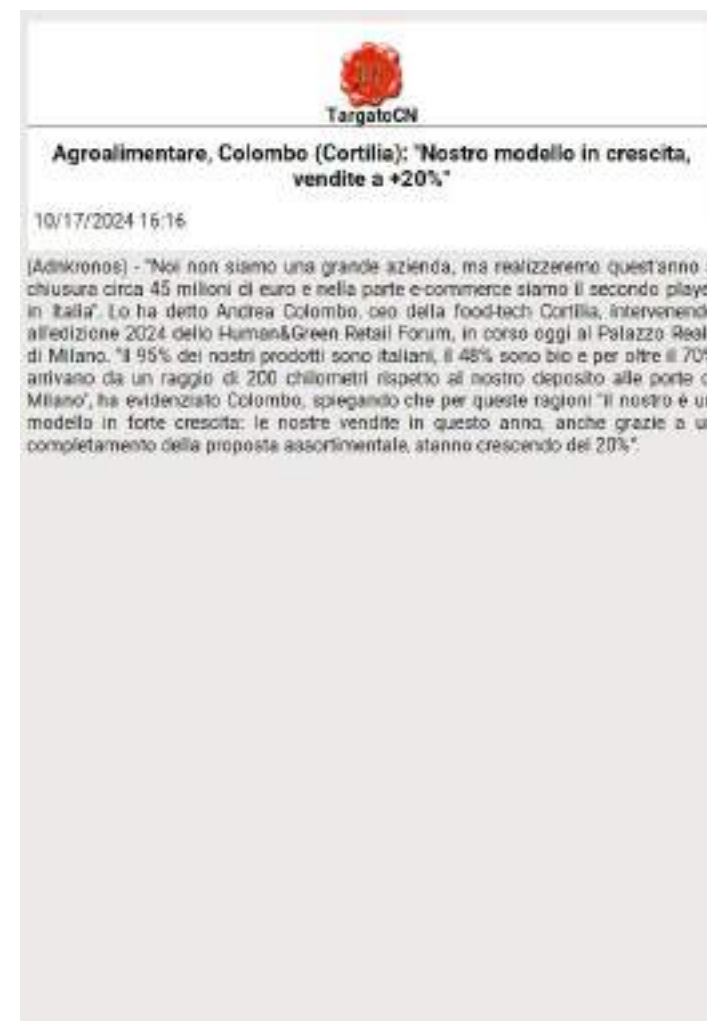 TargatoCN
Agroalimentare, Colombo (Cortilia): "Nostro modello in crescita,
vendite a +20%"
10/17/2024 16:16
(Adnkronos) - "Noi non siamo una grande azienda, ma realizzeremo quest'anno
chiusura circa 45 milioni di euro e nella parte e-commerce siamo il secondo playe
in Italia". Lo ha detto Andrea Colombo, ceo della food-tech Cortilia, intervenend
all'edizione 2024 dello Human&Green Retail Forum, in corso oggi al Palazzo Real
di Milano. "Il 95% dei nostri prodotti sono italiani, il 48% sono bio e per oltre il 70%
arrivano da un raggio di 200 chilometri rispetto al nostro deposito alle porte d
Milano", ha evidenziato Colombo, spiegando che per queste ragioni "il nostro è un
modello in forte crescita: le nostre vendite in questo anno, anche grazie a un
completamento della proposta assortimentale, stanno crescendo del 20%".